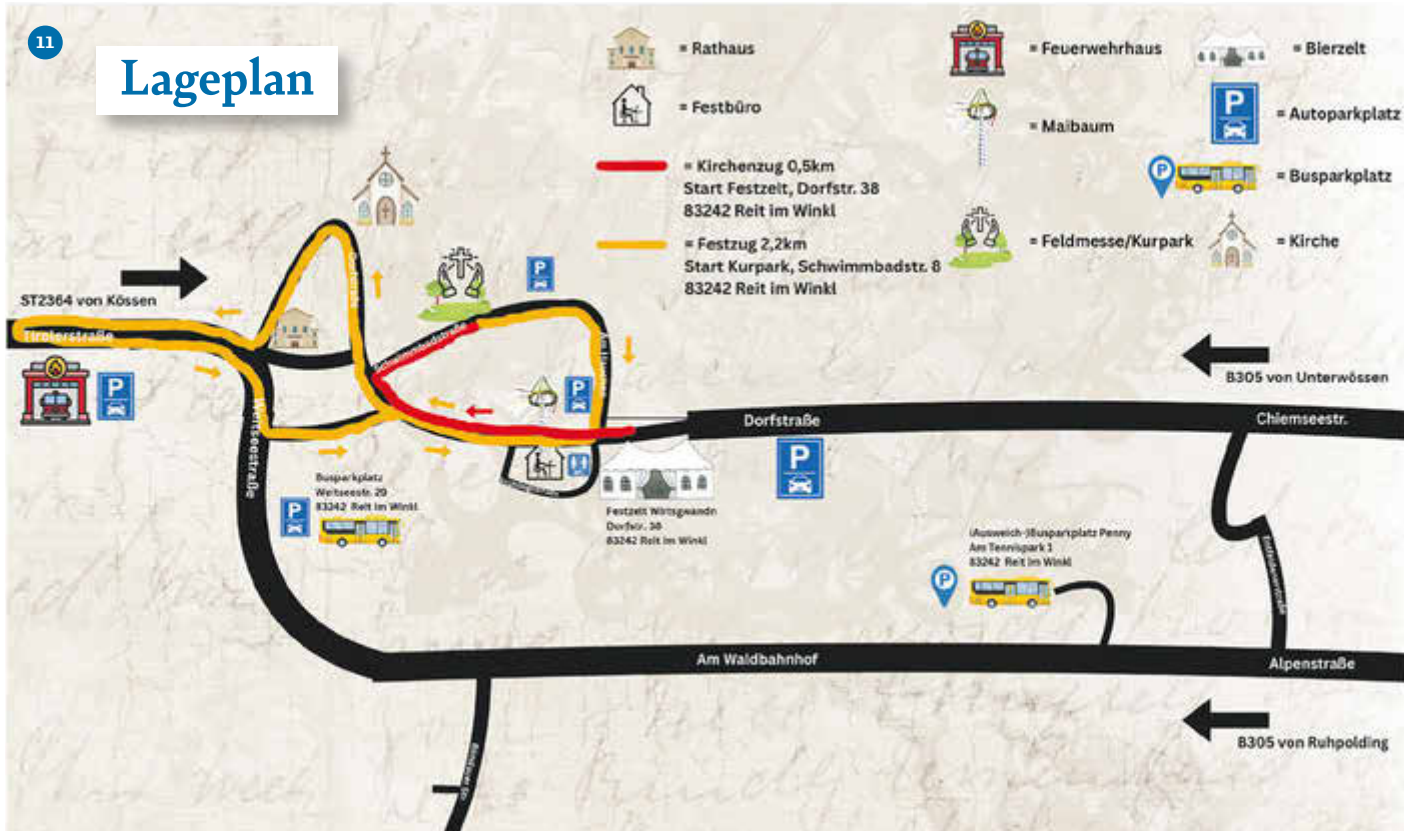 11
Lageplan
= Rathaus
= Festbüro
= Kirchenzug 0,5km
Start Festzelt, Dorfstr. 38
83242 Reit im Winkl
= Festzug 2,2km
Start Kurpark, Schwimmbadstr. 8
83242 Reit im Winkl
= Feuerwehrhaus
= Maibaum
= Feldmesse/Kurpark
= Bierzelt
P
= Autoparkplatz
P
= Busparkplatz
= Kirche
ST2364 von Kössen
Tirolerstraße
P
P
Schwimmbadstraße
P
B305 von Unterwössen
Dorfstraße
Chiemseestr.
P
Weitseestraße
Busparkplatz
Weitseestr. 20
83242 Reit im Winkl
P
Festzelt Wirtsgwandn
Dorfstr. 38
83242 Reit im Winkl
(Ausweich-)Busparkplatz Penny
Am Tennispark 1
83242 Reit im Winkl
P
Am Waldbahnhof
Alpenstraße
B305 von Ruhpolding